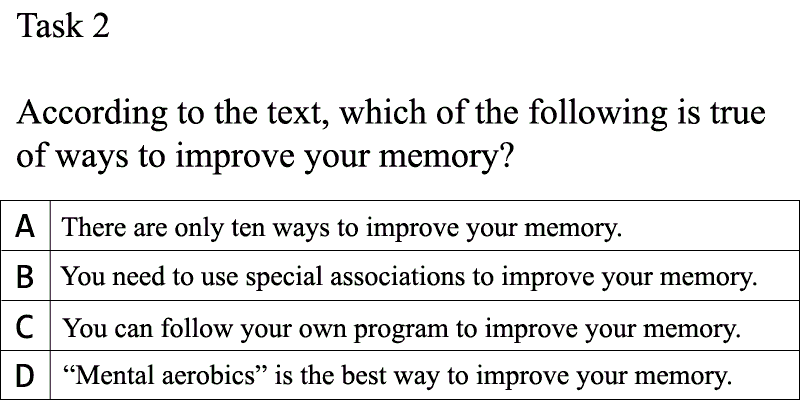 Task 2
According to the text, which of the following is true
of ways to improve your memory?
A There are only ten ways to improve your memory.
B You need to use special associations to improve your memory.
C You can follow your own program to improve your memory.
D “Mental aerobics” is the best way to improve your memory.